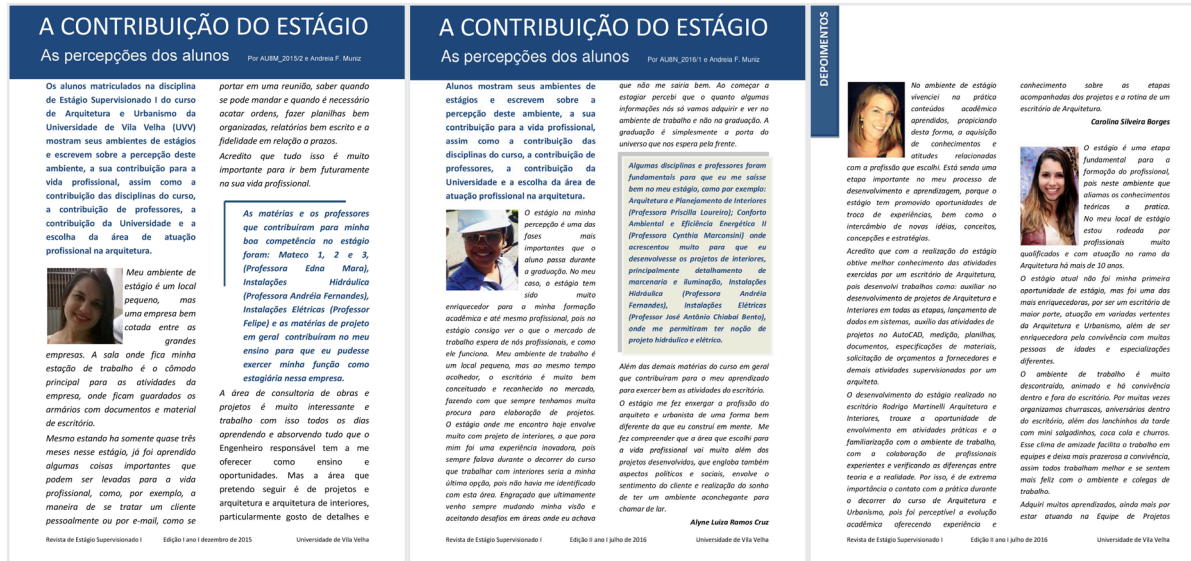 A CONTRIBUIÇÃO DO ESTÁGIO
As percepções dos alunos
Por AU8M_2015/2 e Andreia F. Muniz
Os alunos matriculados na disciplina
de Estágio Supervisionado I do curso
de Arquitetura e Urbanismo da
Universidade de Vila Velha (UVV)
mostram seus ambientes de estágios
e escrevem sobre a percepção deste
ambiente, a sua contribuição para a
vida profissional, assim como a
contribuição das disciplinas do curso,
a contribuição de professores, a
contribuição da Universidade e a
escolha da área de atuação
profissional na arquitetura.
Meu ambiente de
estágio é um local
pequeno, mas
uma empresa bem
cotada entre as
grandes
empresas. A sala onde fica minha
estação de trabalho é o cômodo
principal para as atividades da
empresa, onde ficam guardados os
armários com documentos e material
de escritório.
Mesmo estando ha somente quase três
meses nesse estágio, já foi aprendido
algumas coisas importantes que
podem ser levadas para a vida
profissional, como, por exemplo, a
maneira de se tratar um cliente
pessoalmente ou por e-mail, como se
portar em uma reunião, saber quando
se pode mandar e quando é necessário
acatar ordens, fazer planilhas bem
organizadas, relatórios bem escrito e a
fidelidade em relação a prazos.
Acredito que tudo isso é muito
importante para ir bem futuramente
na sua vida profissional.
As matérias e os professores
que contribuíram para minha
boa competência no estágio
foram: Mateco 1, 2 e 3,
(Professora Edna Mara),
Instalações Hidráulica
(Professora Andréia Fernandes),
Instalações Elétricas (Professor
Felipe) e as matérias de projeto
em geral contribuíram no meu
ensino para que eu pudesse
exercer minha função como
estagiária nessa empresa.
A área de consultoria de obras e
projetos é muito interessante e
trabalho com isso todos os dias
aprendendo e absorvendo tudo que o
Engenheiro responsável tem a me
oferecer como ensino e
oportunidades. Mas a área que
pretendo seguir é de projetos e
arquitetura e arquitetura de interiores,
particularmente gosto de detalhes e
Revista de Estágio Supervisionado I Edição I ano I dezembro de 2015 Universidade de Vila Velha
A CONTRIBUIÇÃO DO ESTÁGIO
As percepções dos alunos
Por AU8N_2016/1 e Andreia F. Muniz
Alunos mostram seus ambientes de
estágios e escrevem sobre a
percepção deste ambiente, a sua
contribuição para a vida profissional,
assim como a contribuição das
disciplinas do curso, a contribuição de
professores, a contribuição da
Universidade e a escolha da área de
atuação profissional na arquitetura.
O estágio na minha
percepção é uma das
fases mais
importantes que o
aluno passa durante
a graduação. No meu
caso, o estágio tem
sido muito
enriquecedor para a minha formação
acadêmica e até mesmo profissional, pois no
estágio consigo ver o que o mercado de
trabalho espera de nós profissionais, e como
ele funciona. Meu ambiente de trabalho é
um local pequeno, mas ao mesmo tempo
acolhedor, o escritório é muito bem
conceituado e reconhecido no mercado,
fazendo com que sempre tenhamos muita
procura para elaboração de projetos.
O estágio onde me encontro hoje envolve
muito com projeto de interiores, o que para
mim foi uma experiência inovadora, pois
sempre falava durante o decorrer do curso
que trabalhar com interiores seria a minha
última opção, pois não havia me identificado
com esta área. Engraçado que ultimamente
venho sempre mudando minha visão e
aceitando desafios em áreas onde eu achava
que não me sairia bem. Ao começar a
estagiar percebi que o quanto algumas
informações nós só vamos adquirir e ver no
ambiente de trabalho e não na graduação. A
graduação é simplesmente a porta do
universo que nos espera pela frente.
Algumas disciplinas e professores foram
fundamentais para que eu me saísse
bem no meu estágio, como por exemplo:
Arquitetura e Planejamento de Interiores
(Professora Priscilla Loureiro); Conforto
Ambiental e Eficiência Energética II
(Professora Cynthia Marconsini) onde
acrescentou muito para que eu
desenvolvesse os projetos de interiores,
principalmente detalhamento de
marcenaria e iluminação, Instalações
Hidráulica (Professora Andréia
Fernandes), Instalações Elétricas
(Professor José Antônio Chiabai Bento),
onde me permitiram ter noção de
projeto hidráulico e elétrico.
Além das demais matérias do curso em geral
que contribuíram para o meu aprendizado
para exercer bem as atividades do escritório.
O estágio me fez enxergar a profissão do
arquiteto e urbanista de uma forma bem
diferente da que eu construí em mente. Me
fez compreender que a área que escolhi para
a vida profissional vai muito além dos
projetos desenvolvidos, que engloba também
aspectos políticos e sociais, envolve o
sentimento do cliente e realização do sonho
de ter um ambiente aconchegante para
chamar de lar.
Alyne Luiza Ramos Cruz
Revista de Estágio Supervisionado I Edição II ano I julho de 2016 Universidade de Vila Velha
DEPOIMENTOS
No ambiente de estágio
vivenciei na prática
conteúdos acadêmico
aprendidos, propiciando
desta forma, a aquisição
de conhecimentos e
atitudes relacionadas
com a profissão que escolhi. Está sendo uma
etapa importante no meu processo de
desenvolvimento e aprendizagem, porque o
estágio tem promovido oportunidades de
troca de experiências, bem como o
intercâmbio de novas idéias, conceitos,
concepções e estratégias.
Acredito que com a realização do estágio
obtive melhor conhecimento das atividades
exercidas por um escritório de Arquitetura,
pois desenvolvi trabalhos como: auxiliar no
desenvolvimento de projetos de Arquitetura e
Interiores em todas as etapas, lançamento de
dados em sistemas, auxílio das atividades de
projetos no AutoCAD, medição, planilhas,
documentos, especificações de materiais,
solicitação de orçamentos a fornecedores e
demais atividades supervisionadas por um
arquiteto.
O desenvolvimento do estágio realizado no
escritório Rodrigo Martinelli Arquitetura e
Interiores, trouxe a oportunidade de
envolvimento em atividades práticas e a
familiarização com o ambiente de trabalho,
com a colaboração de profissionais
experientes e verificando as diferenças entre
teoria e a realidade. Por isso, é de extrema
importância o contato com a prática durante
o decorrer do curso de Arquitetura e
Urbanismo, pois foi perceptível a evolução
acadêmica oferecendo experiência e
conhecimento sobre as etapas
acompanhadas dos projetos e a rotina de um
escritório de Arquitetura.
Carolina Silveira Borges
O estágio é uma etapa
fundamental para a
formação do profissional,
pois neste ambiente que
aliamos os conhecimentos
teóricos a pratica.
No meu local de estágio
estou rodeada por
profissionais muito
qualificados e com atuação no ramo da
Arquitetura há mais de 10 anos.
O estágio atual não foi minha primeira
oportunidade de estágio, mas foi uma das
mais enriquecedoras, por ser um escritório de
maior porte, atuação em variadas vertentes
da Arquitetura e Urbanismo, além de ser
enriquecedora pela convivência com muitas
pessoas de idades e especializações
diferentes.
O ambiente de trabalho é muito
descontraído, animado e há convivência
dentro e fora do escritório. Por muitas vezes
organizamos churrascos, aniversários dentro
do escritório, além dos lanchinhos da tarde
com mini salgadinhos, coca cola e churros.
Esse clima de amizade facilita o trabalho em
equipes e deixa mais prazerosa a convivência,
assim todos trabalham melhor e se sentem
mais feliz com o ambiente e colegas de
trabalho.
Adquiri muitos aprendizados, ainda mais por
estar atuando na Equipe de Projetos
Revista de Estágio Supervisionado I Edição II ano I julho de 2016 Universidade de Vila Velha